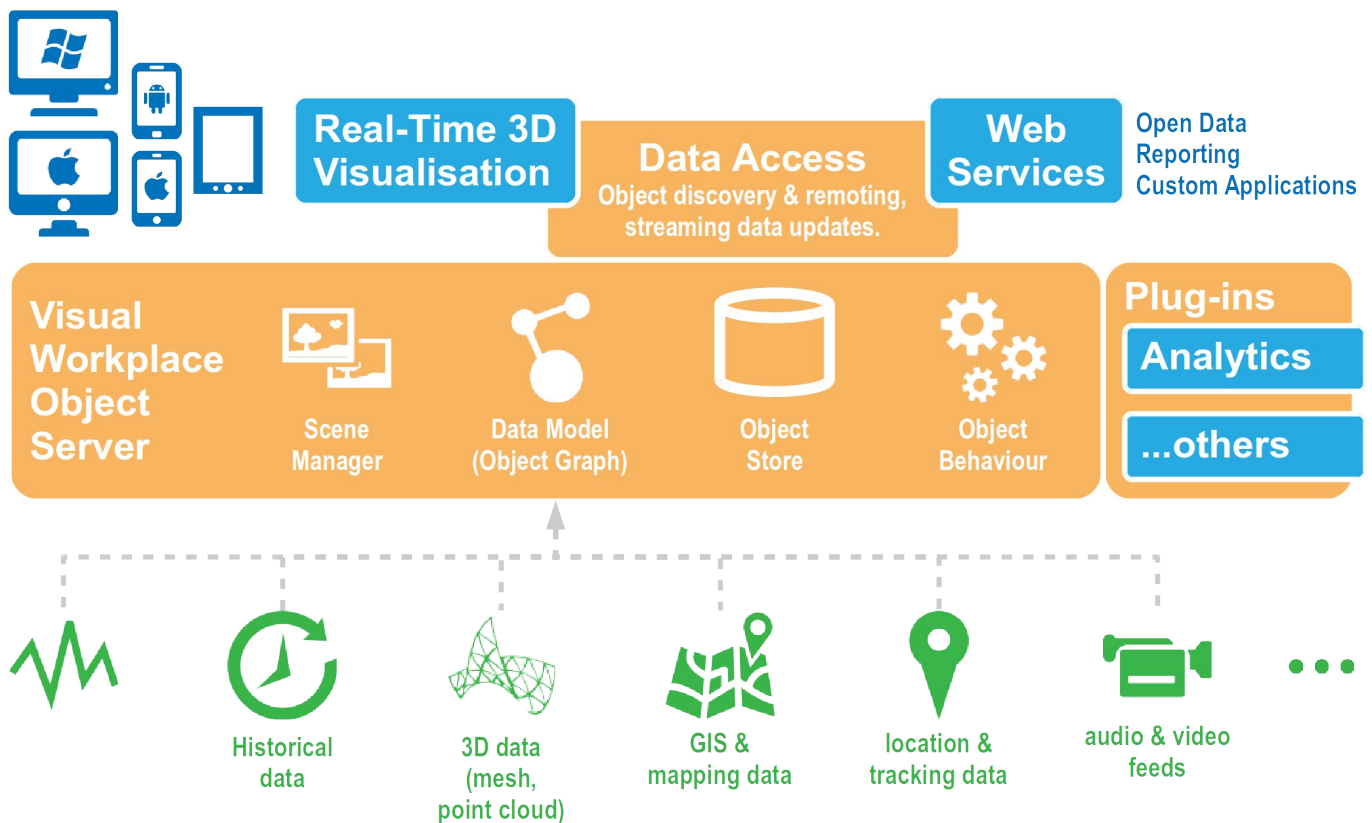 Real-Time 3D
Visualisation
Data Access
Object discovery & remoting,
streaming data updates.
Web
Services
Open Data
Reporting
Custom Applications
Visual
Workplace
Object
Server
Scene
Manager
Data Model
(Object Graph)
Object
Store
Object
Behaviour
Plug-ins
Analytics
...others
Historical
data
3D data
(mesh,
point cloud)
GIS &
mapping data
location &
tracking data
audio & video
feeds